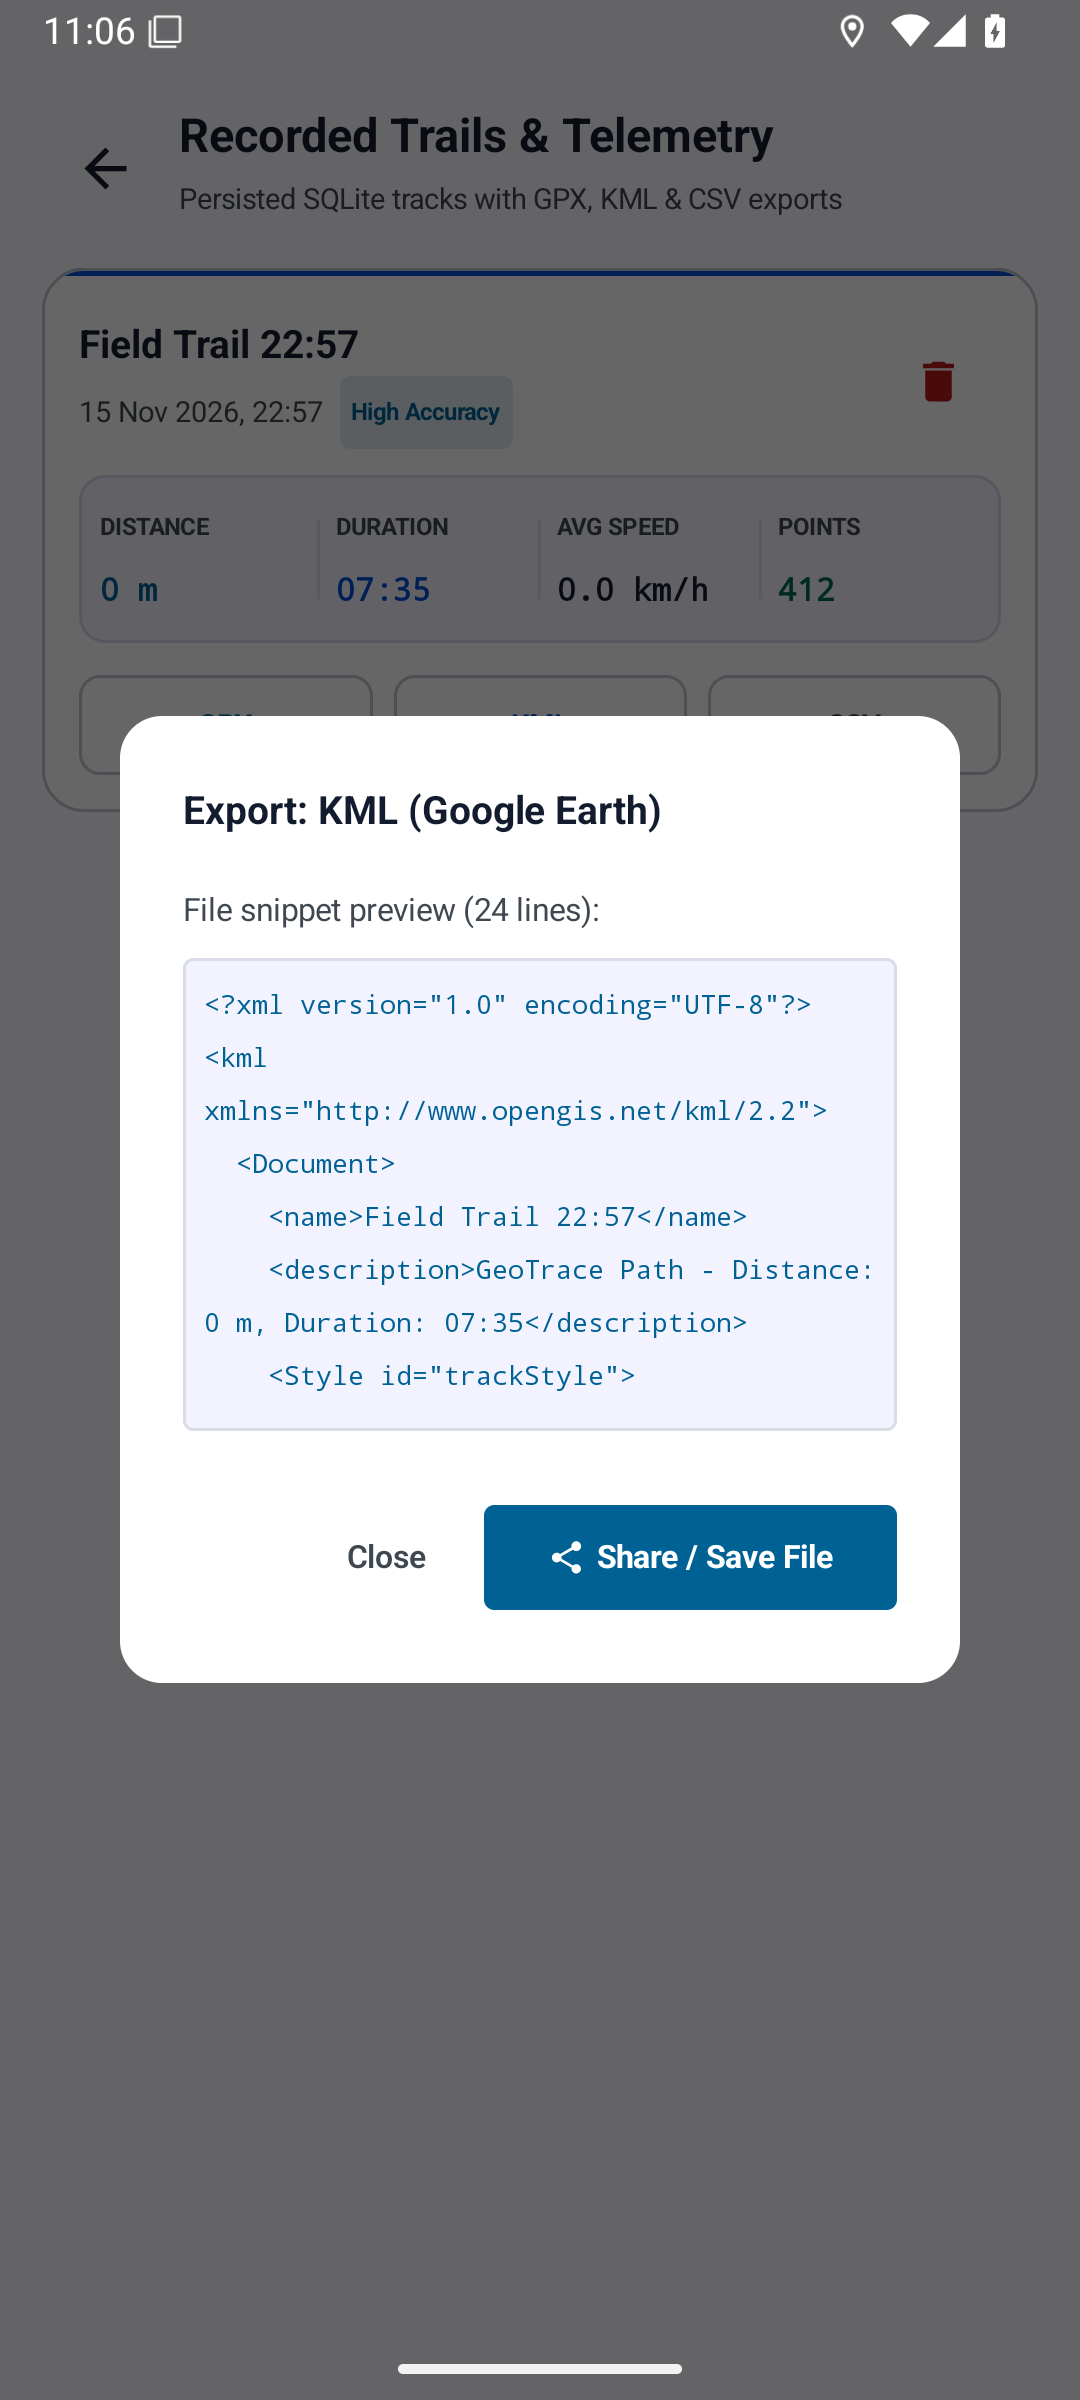 11:06
Recorded Trails & Telemetry
Persisted SQLite tracks with GPX, KML & CSV exports
Field Trail 22:57
15 Nov 2026, 22:57 High Accuracy
DISTANCE DURATION AVG SPEED POINTS
0 m 07:35 0.0 km/h 412
Export: KML (Google Earth)
File snippet preview (24 lines):
<?xml version="1.0" encoding="UTF-8"?>
<kml
xmlns="http://www.opengis.net/kml/2.2">
<Document>
<name>Field Trail 22:57</name>
<description>GeoTrace Path - Distance:
0 m, Duration: 07:35</description>
<Style id="trackStyle">
Close Share / Save File